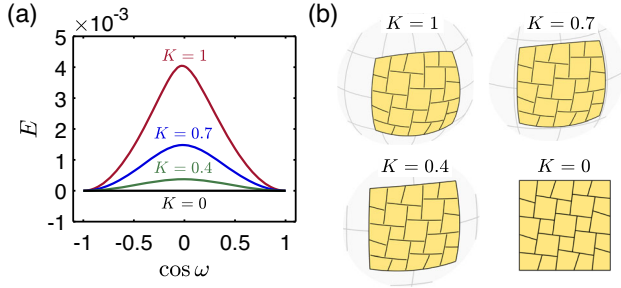 (a)
×10⁻³
5
4
3
2
1
0
-1
E
K = 1
K = 0.7
K = 0.4
K = 0
-1 -0.5 0 0.5 1
cos ω
(b)
K = 1 K = 0.7
K = 0.4 K = 0